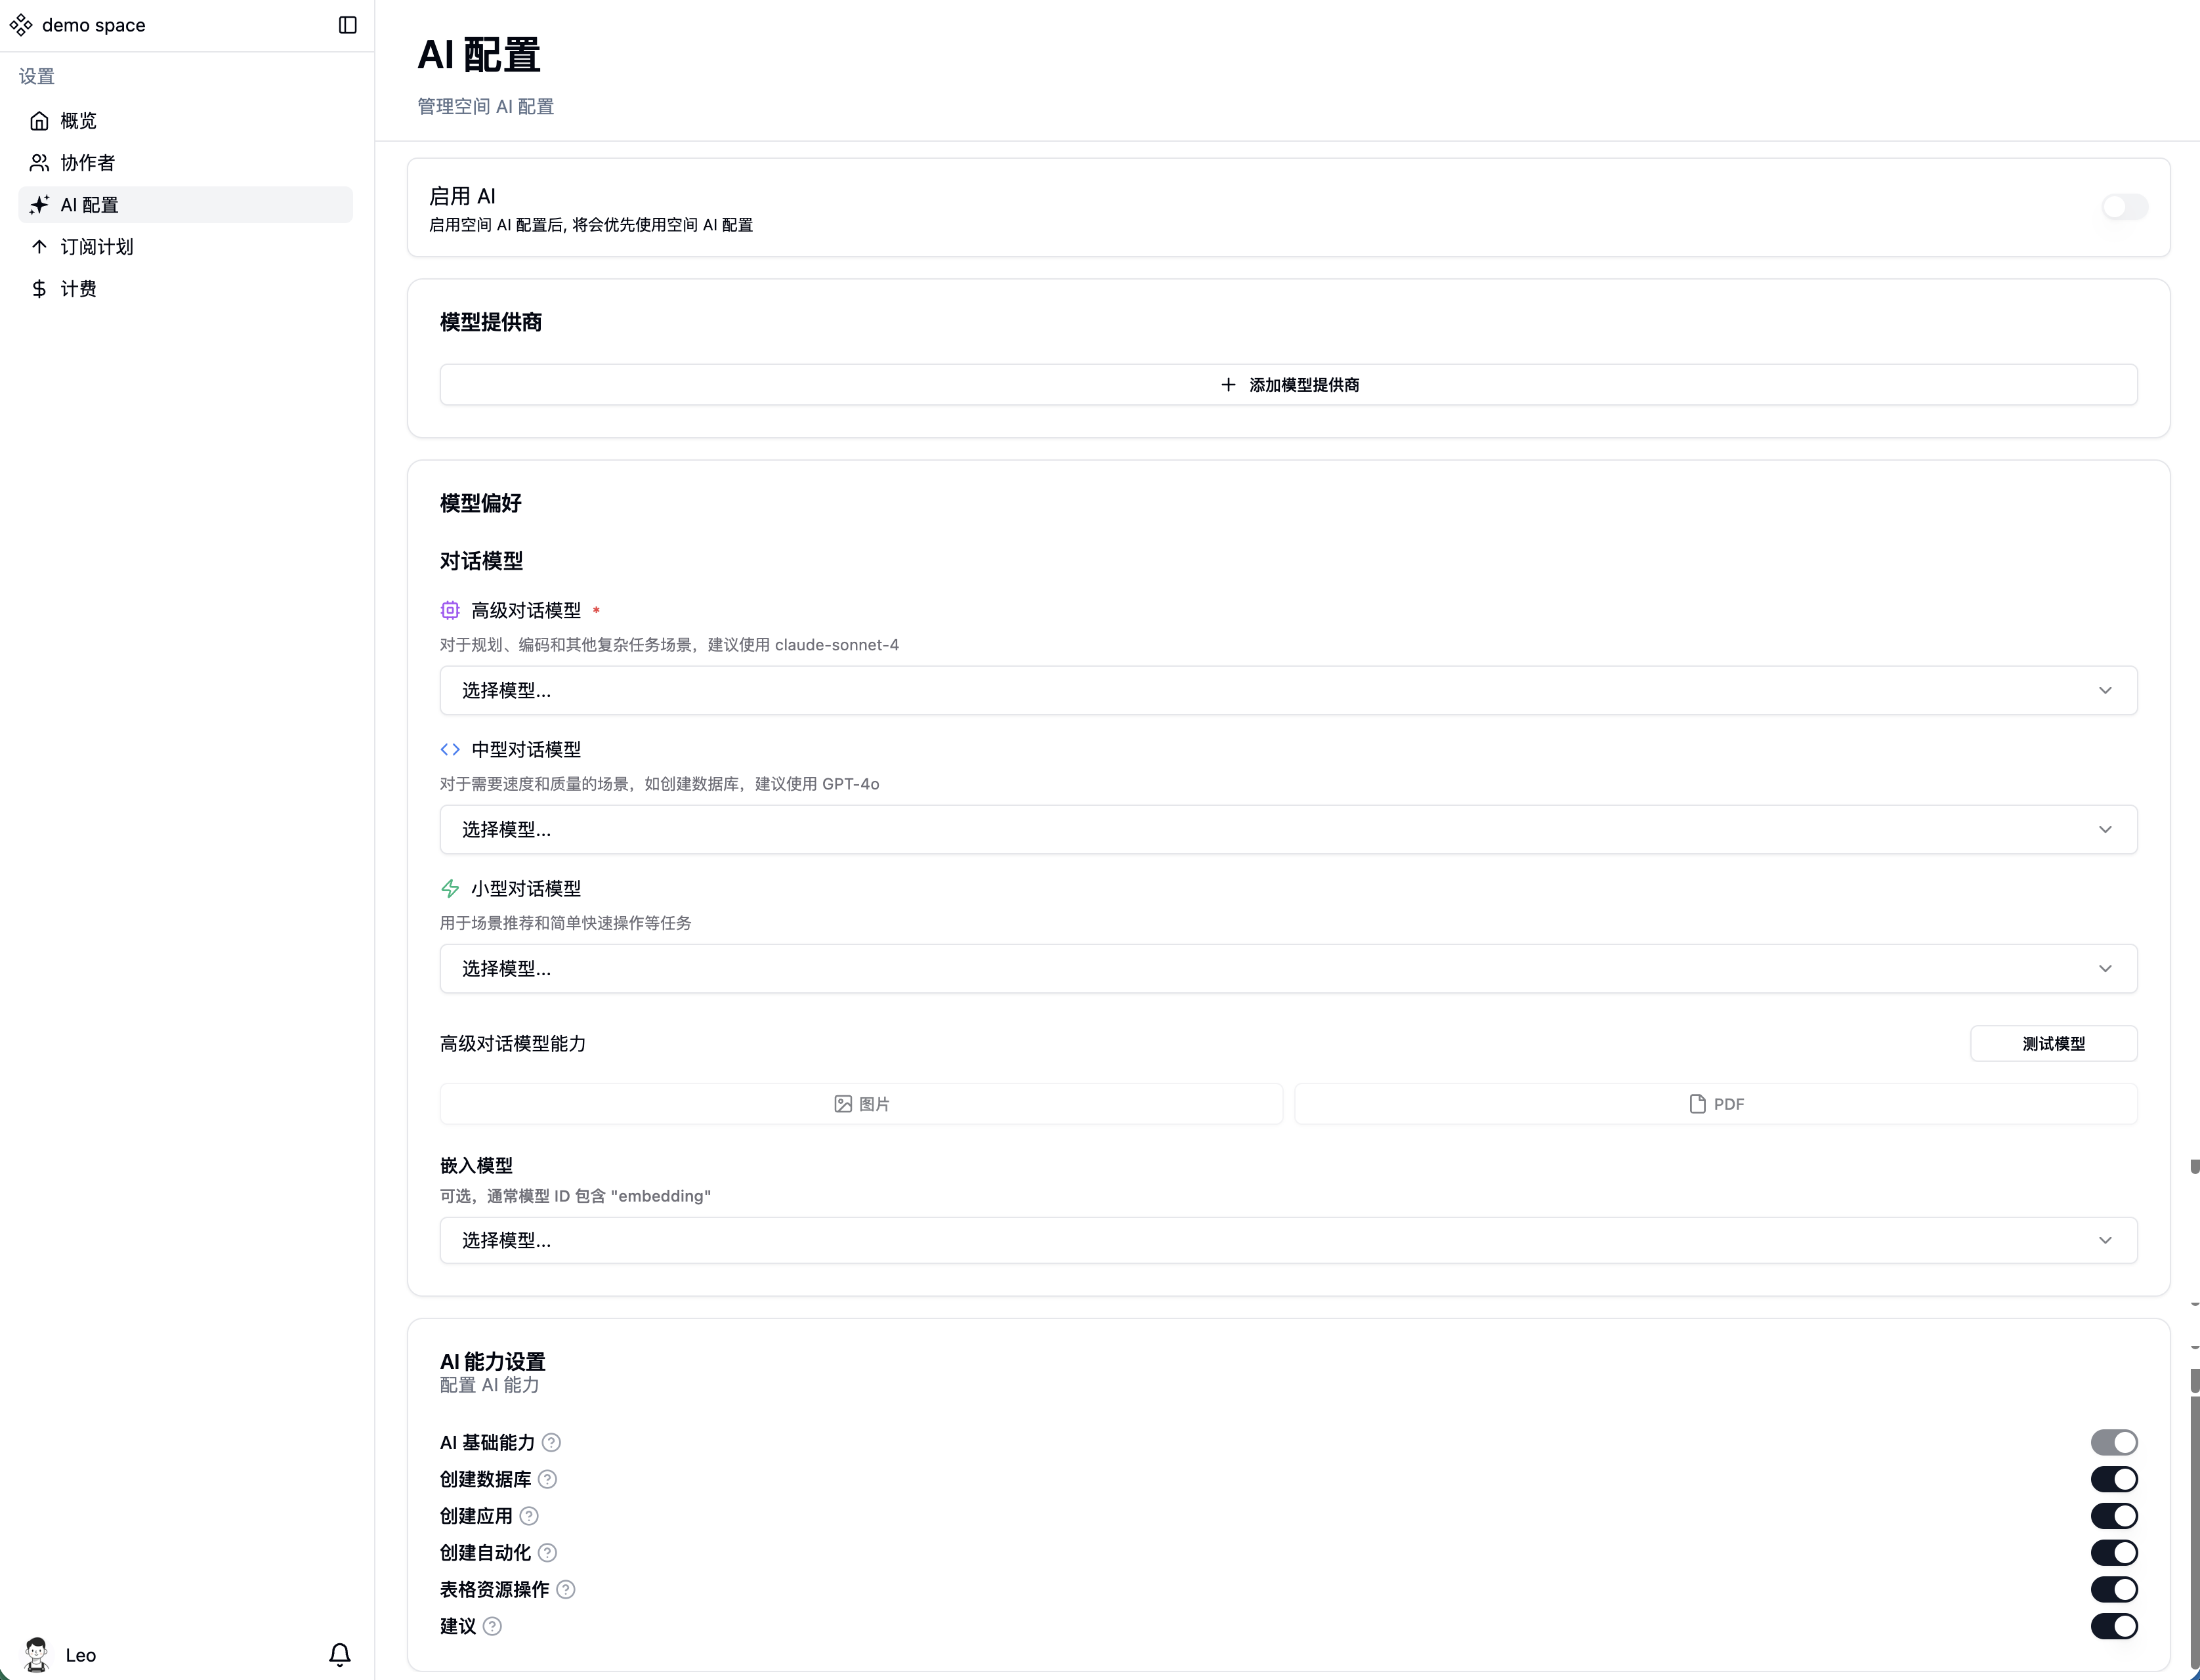 demo space
设置
概览
协作者
AI 配置
订阅计划
计费
Leo
AI 配置
管理空间 AI 配置
启用 AI
启用空间 AI 配置后, 将会优先使用空间 AI 配置
模型提供商
添加模型提供商
模型偏好
对话模型
高级对话模型 *
对于规划、编码和其他复杂任务场景，建议使用 claude-sonnet-4
选择模型...
中型对话模型
对于需要速度和质量的场景，如创建数据库，建议使用 GPT-4o
选择模型...
小型对话模型
用于场景推荐和简单快速操作等任务
选择模型...
高级对话模型能力
测试模型
图片
PDF
嵌入模型
可选，通常模型 ID 包含 "embedding"
选择模型...
AI 能力设置
配置 AI 能力
AI 基础能力
创建数据库
创建应用
创建自动化
表格资源操作
建议